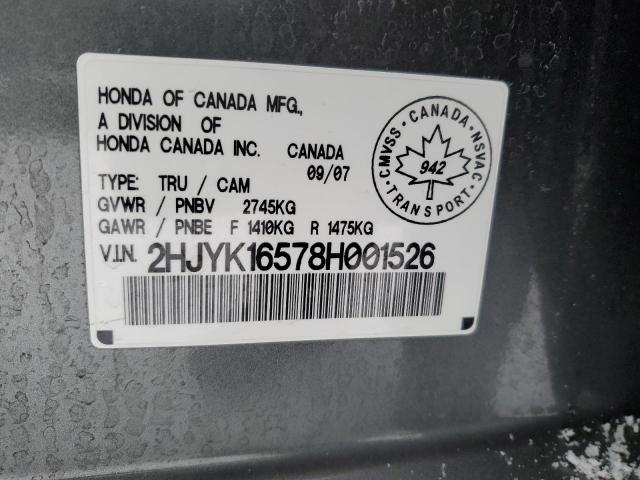 HONDA OF CANADA MFG.,
A DIVISION OF
HONDA CANADA INC. CANADA
09/07
TYPE: TRU / CAM
GVWR / PNBV 2745KG
GAWR / PNBE F 1410KG R 1475KG
V.I.N. 2HJYK16578H001526
CMVSS · CANADA · NSVAC
942
TRANSPORT